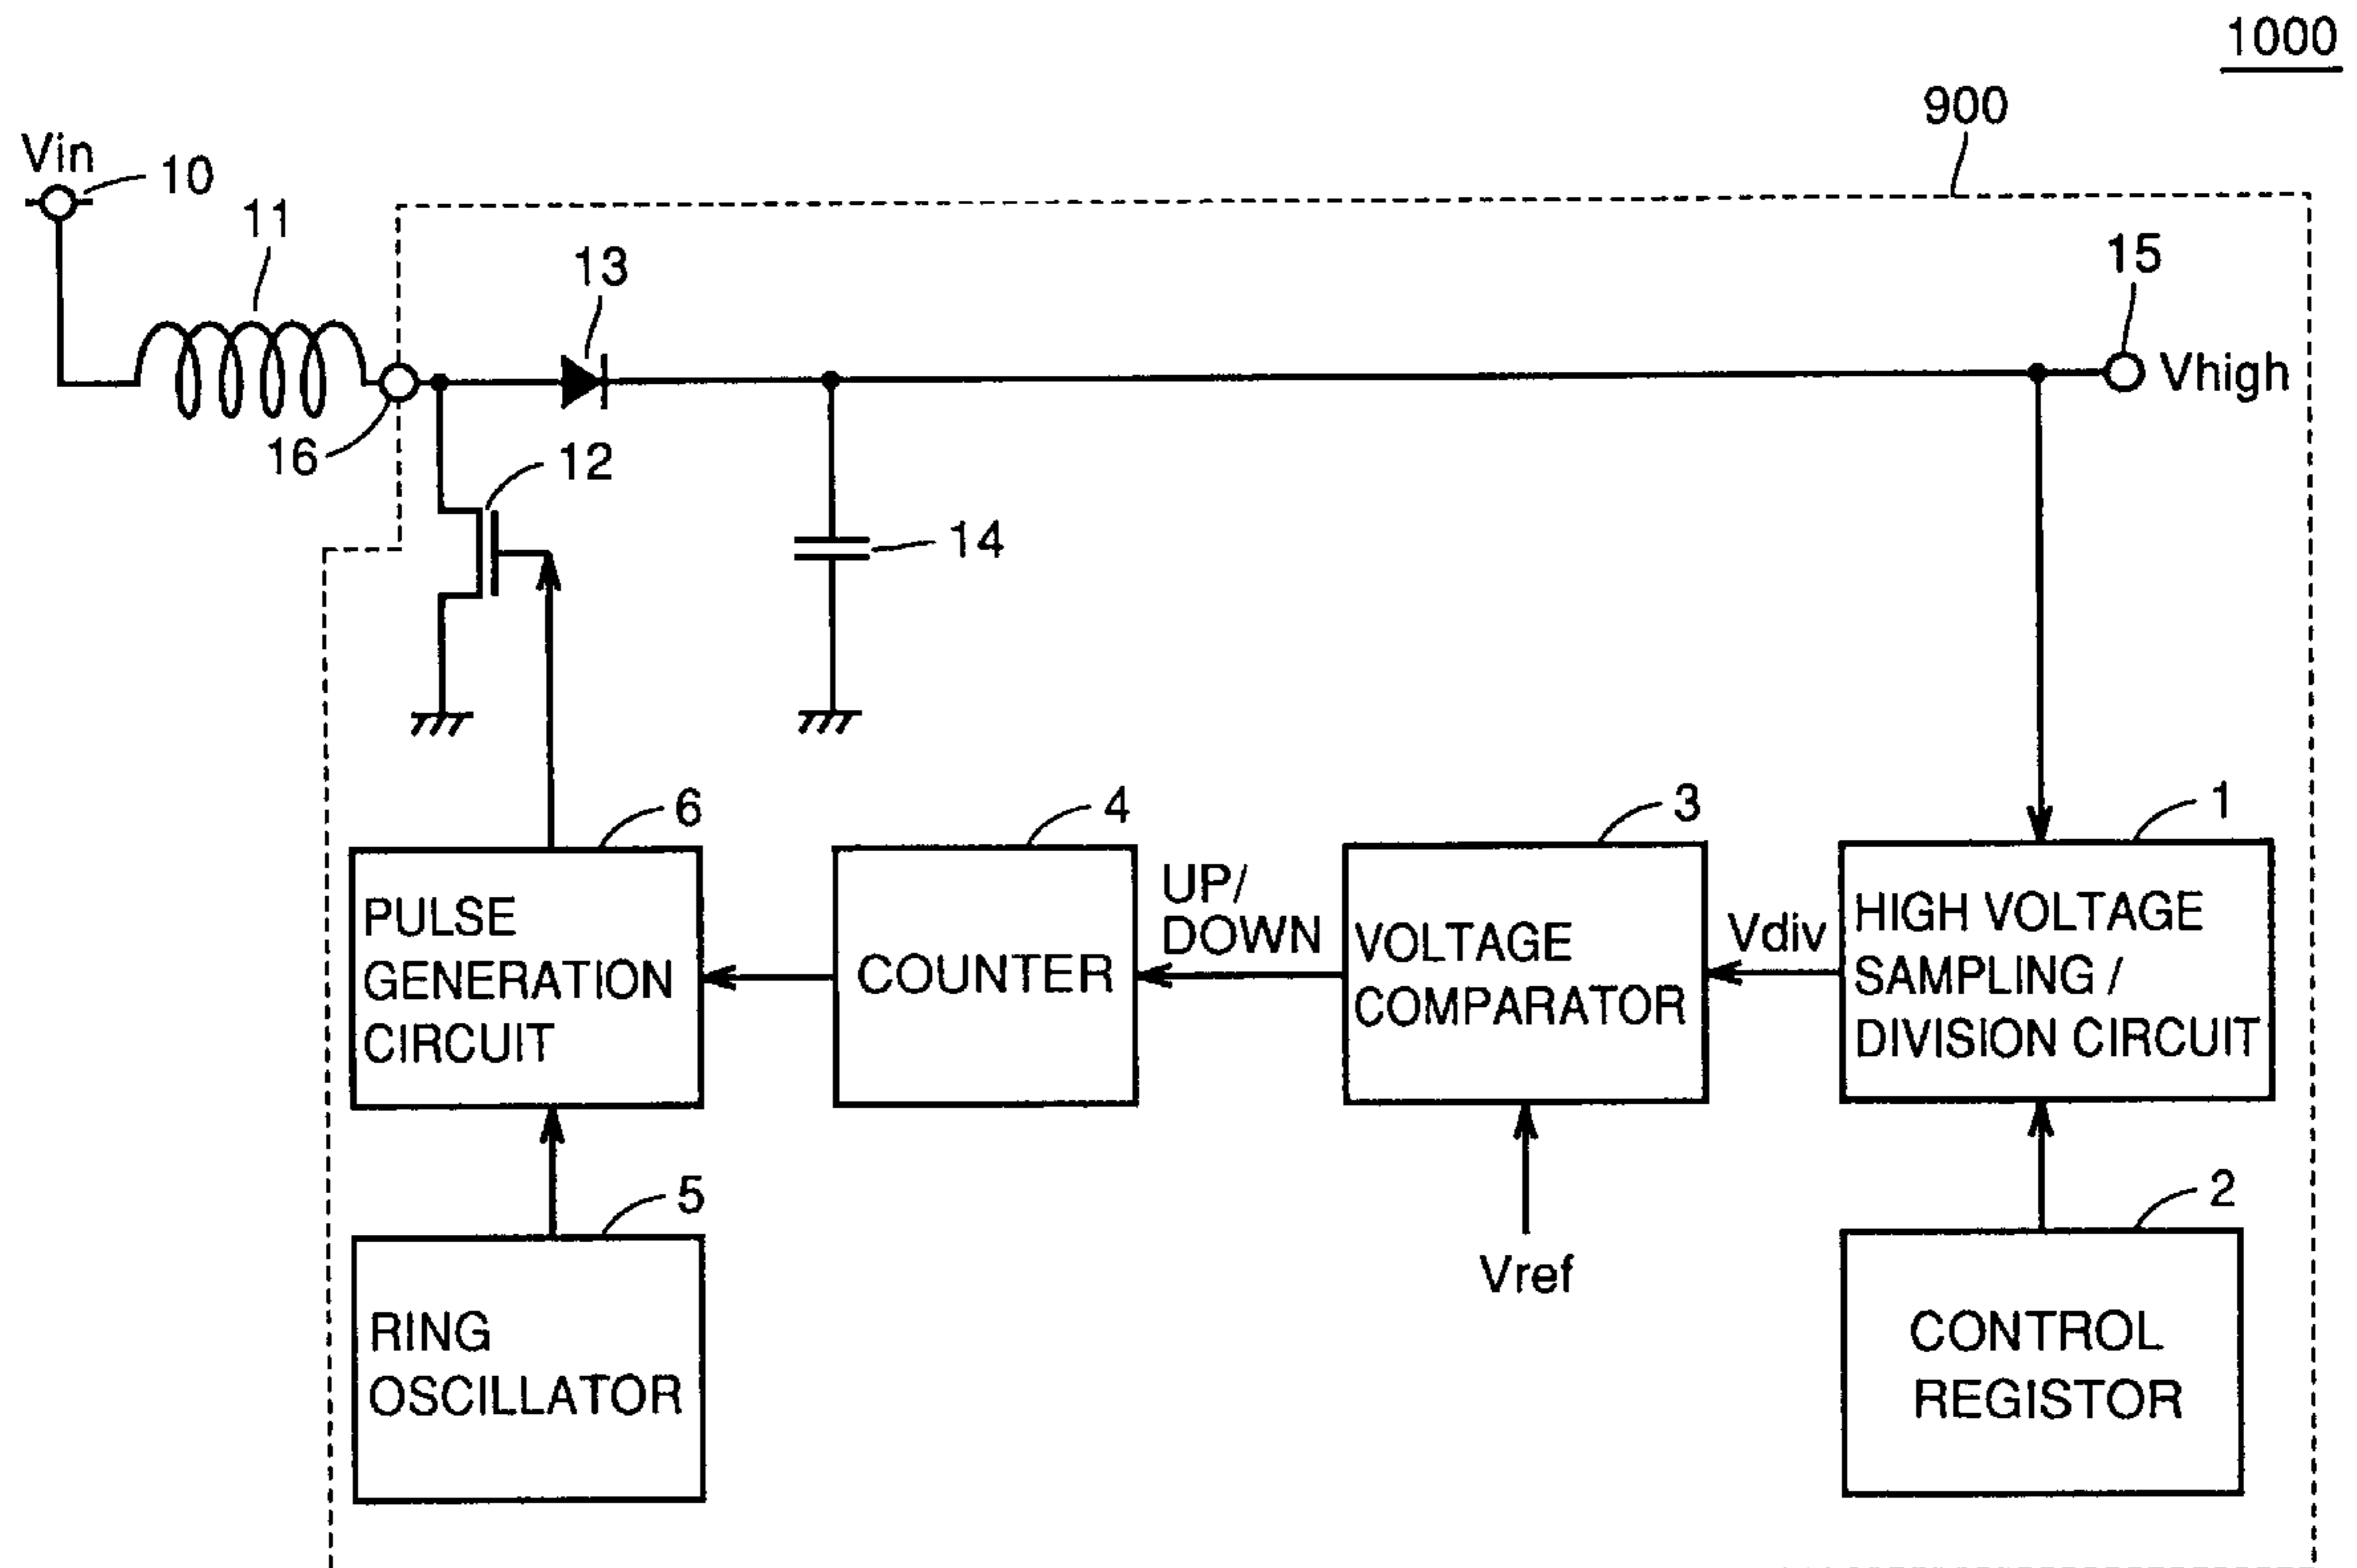 1000
900
Vin
10
11
13
15
Vhigh
16
12
14
6
4
3
1
PULSE
GENERATION
CIRCUIT
COUNTER
UP/
DOWN
VOLTAGE
COMPARATOR
Vdiv
HIGH VOLTAGE
SAMPLING /
DIVISION CIRCUIT
5
2
Vref
RING
OSCILLATOR
CONTROL
REGISTOR